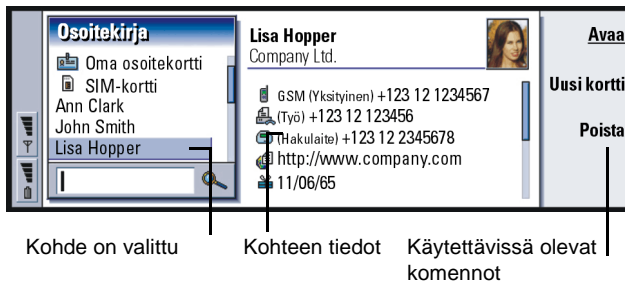 Osoitekirja
Oma osoitekortti
SIM-kortti
Ann Clark
John Smith
Lisa Hopper
Lisa Hopper
Company Ltd.
GSM (Yksityinen) +123 12 1234567
(Työ) +123 12 123456
(Hakulaite) +123 12 2345678
http://www.company.com
11/06/65
Avaa
Uusi kortti
Poista
Kohde on valittu
Kohteen tiedot
Käytettävissä olevat
komennot